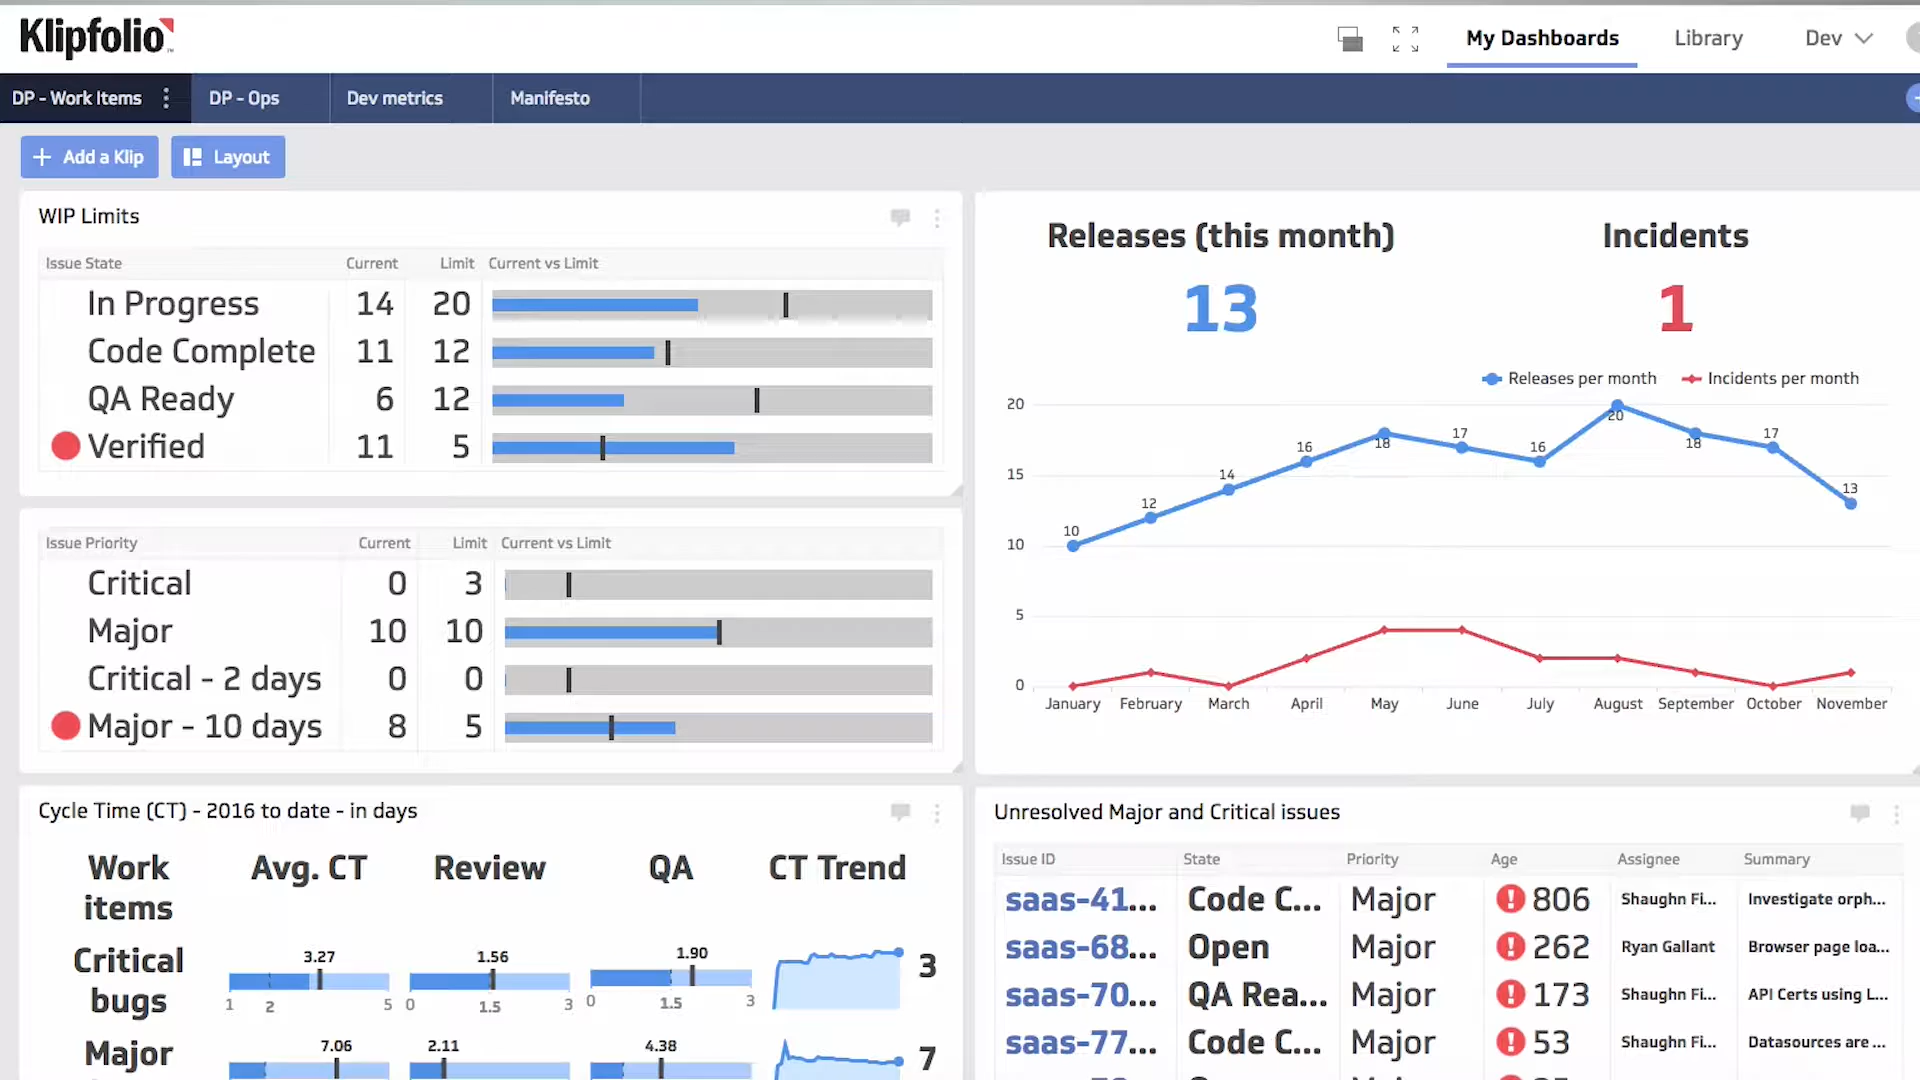 Klipfolio
My Dashboards
Library
Dev
DP - Work Items
DP - Ops
Dev metrics
Manifesto
Add a Klip
Layout
WIP Limits
Issue State Current Limit Current vs Limit
In Progress 14 20
Code Complete 11 12
QA Ready 6 12
Verified 11 5
Issue Priority Current Limit Current vs Limit
Critical 0 3
Major 10 10
Critical - 2 days 0 0
Major - 10 days 8 5
Releases (this month)
13
Incidents
1
Releases per month
Incidents per month
20
15
10
5
0
10 12 14 16 18 17 16 20 18 17 13
January February March April May June July August September October November
Cycle Time (CT) - 2016 to date - in days
Work items Avg. CT Review QA CT Trend
Critical bugs
3.27
1 2 5
1.56
0 1.5 3
1.90
0 1.5 3
3
Major
7.06
2.11
4.38
7
Unresolved Major and Critical issues
Issue ID State Priority Age Assignee Summary
saas-41... Code C... Major 806 Shaughn Fi... Investigate orph...
saas-68... Open Major 262 Ryan Gallant Browser page loa...
saas-70... QA Rea... Major 173 Shaughn Fi... API Certs using L...
saas-77... Code C... Major 53 Shaughn Fi... Datasources are ...